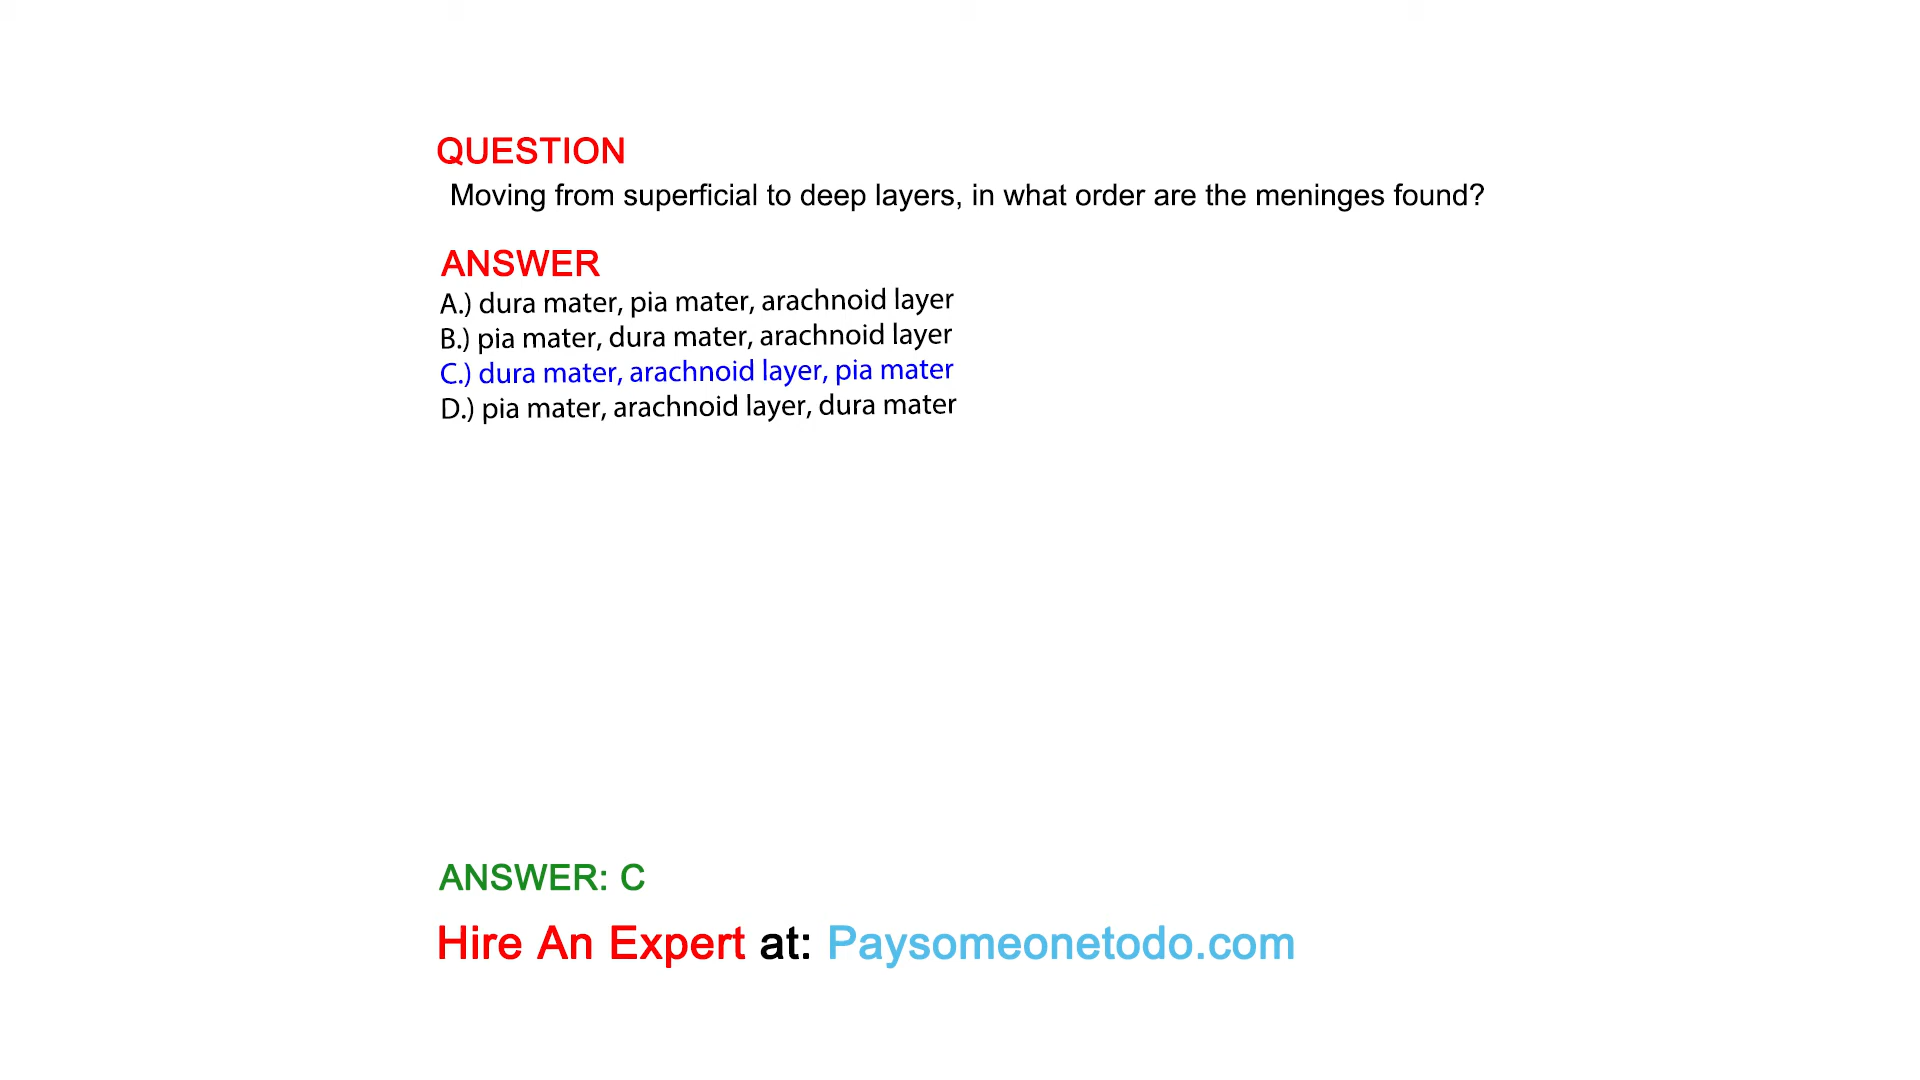 QUESTION
Moving from superficial to deep layers, in what order are the meninges found?
ANSWER
A.) dura mater, pia mater, arachnoid layer
B.) pia mater, dura mater, arachnoid layer
C.) dura mater, arachnoid layer, pia mater
D.) pia mater, arachnoid layer, dura mater
ANSWER: C
Hire An Expert at: Paysomeonetodo.com